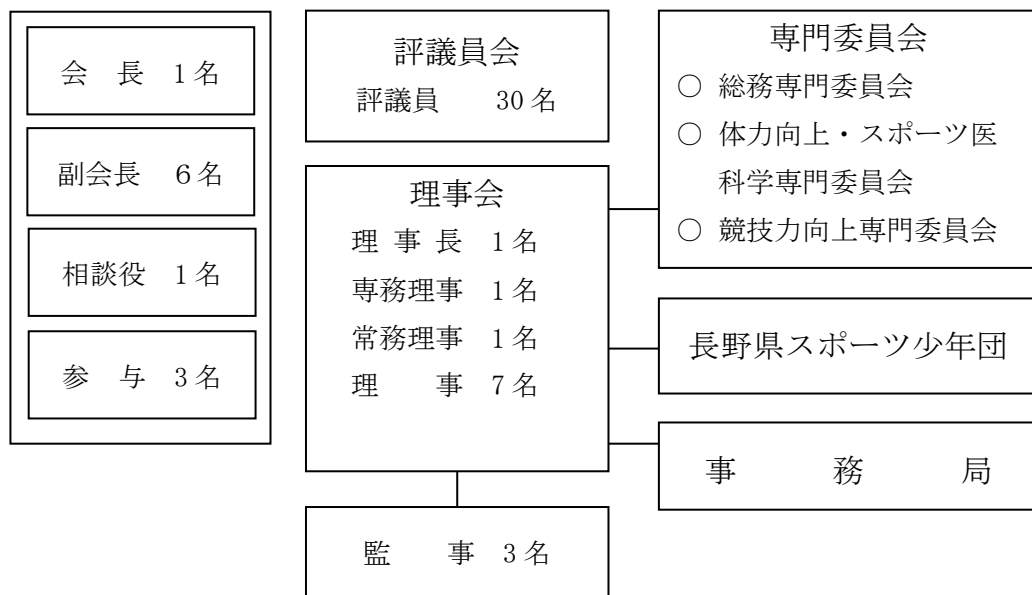 会　長　1名
副会長　6名
相談役　1名
参　与　3名
評議員会
評議員　　30名
理事会
理 事 長　1名
専務理事　1名
常務理事　1名
理　　事　7名
監　　事　3名
専門委員会
○ 総務専門委員会
○ 体力向上・スポーツ医
科学専門委員会
○ 競技力向上専門委員会
長野県スポーツ少年団
事　　務　　局